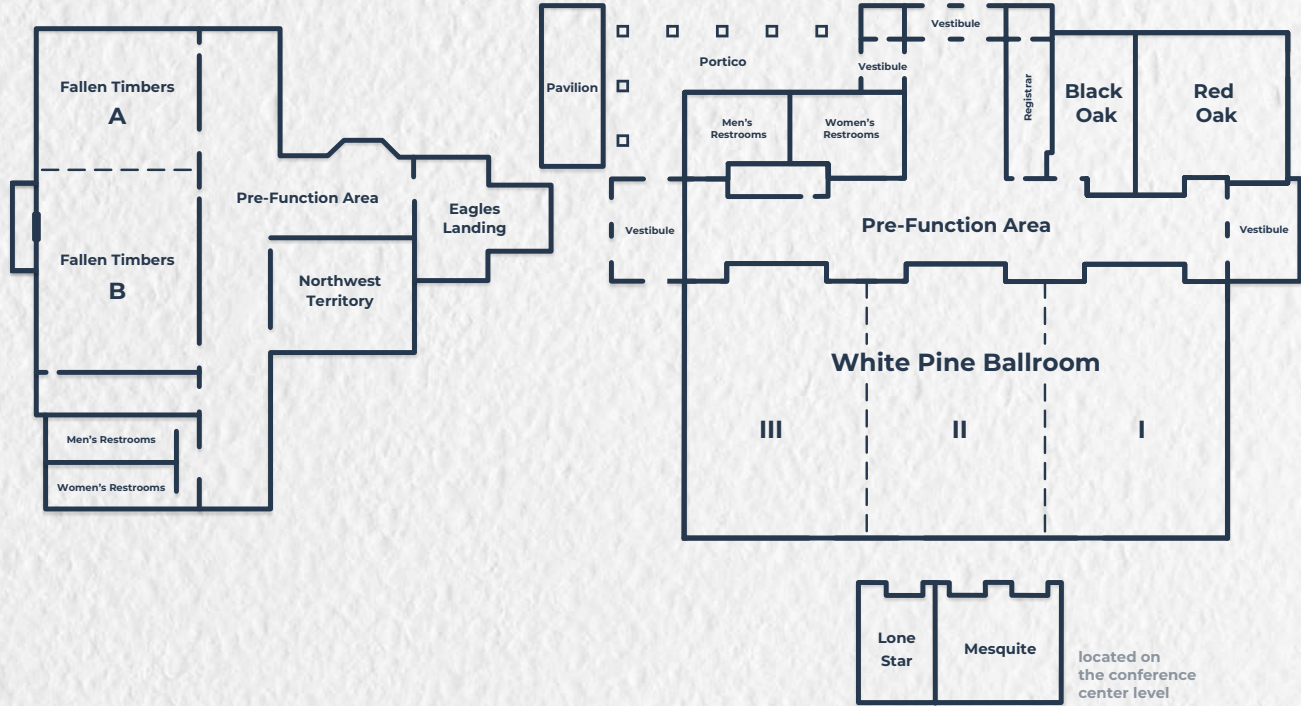 Fallen Timbers
A
Fallen Timbers
B
Men's Restrooms
Women's Restrooms
Pre-Function Area
Northwest
Territory
Eagles
Landing
Pavilion
Portico
Vestibule
Vestibule
Men's
Restrooms
Women's
Restrooms
Registrar
Black
Oak
Red
Oak
Vestibule
Pre-Function Area
Vestibule
White Pine Ballroom
III
II
I
Lone
Star
Mesquite
located on
the conference
center level